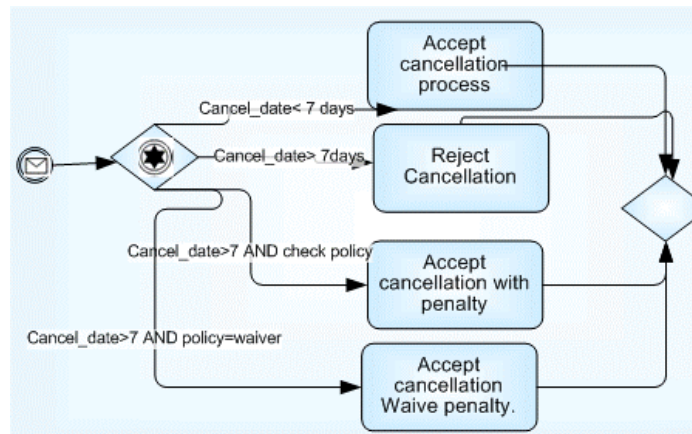 Accept
cancellation
process
Cancel_date< 7 days
Cancel_date> 7days
Reject
Cancellation
Cancel_date>7 AND check policy
Accept
cancellation with
penalty
Cancel_date>7 AND policy=waiver
Accept
cancellation
Waive penalty.